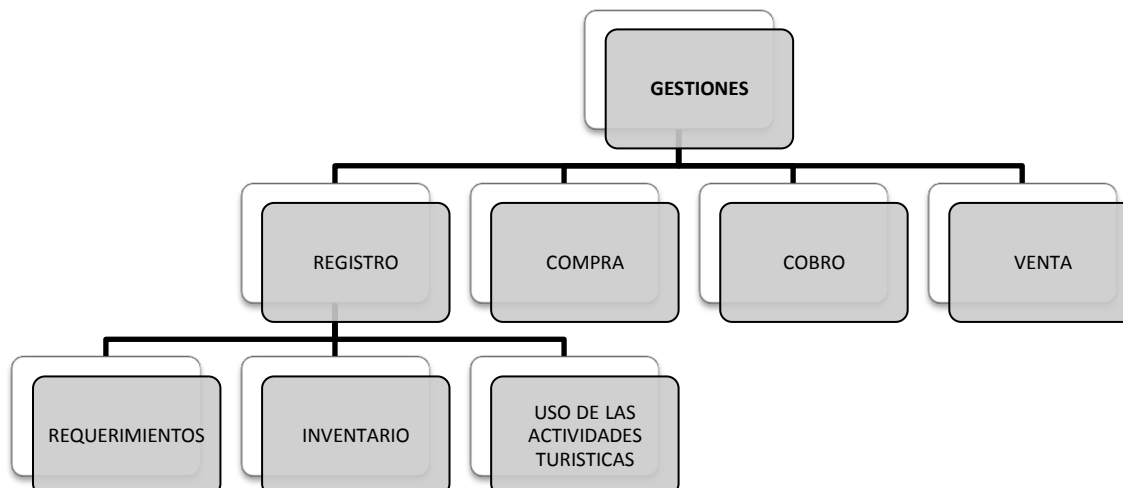 GESTIONES
REGISTRO
COMPRA
COBRO
VENTA
REQUERIMIENTOS
INVENTARIO
USO DE LAS
ACTIVIDADES
TURISTICAS